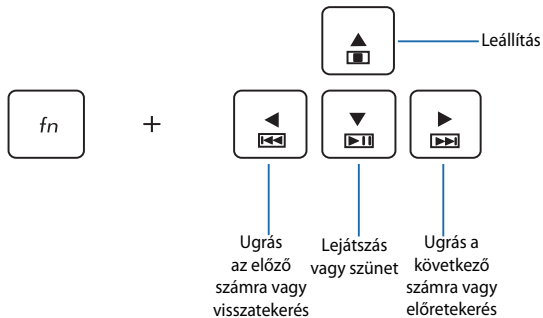 Leállítás
fn
+
Ugrás
az előző
számra vagy
visszatekerés
Lejátszás
vagy szünet
Ugrás a
következő
számra vagy
előretekerés